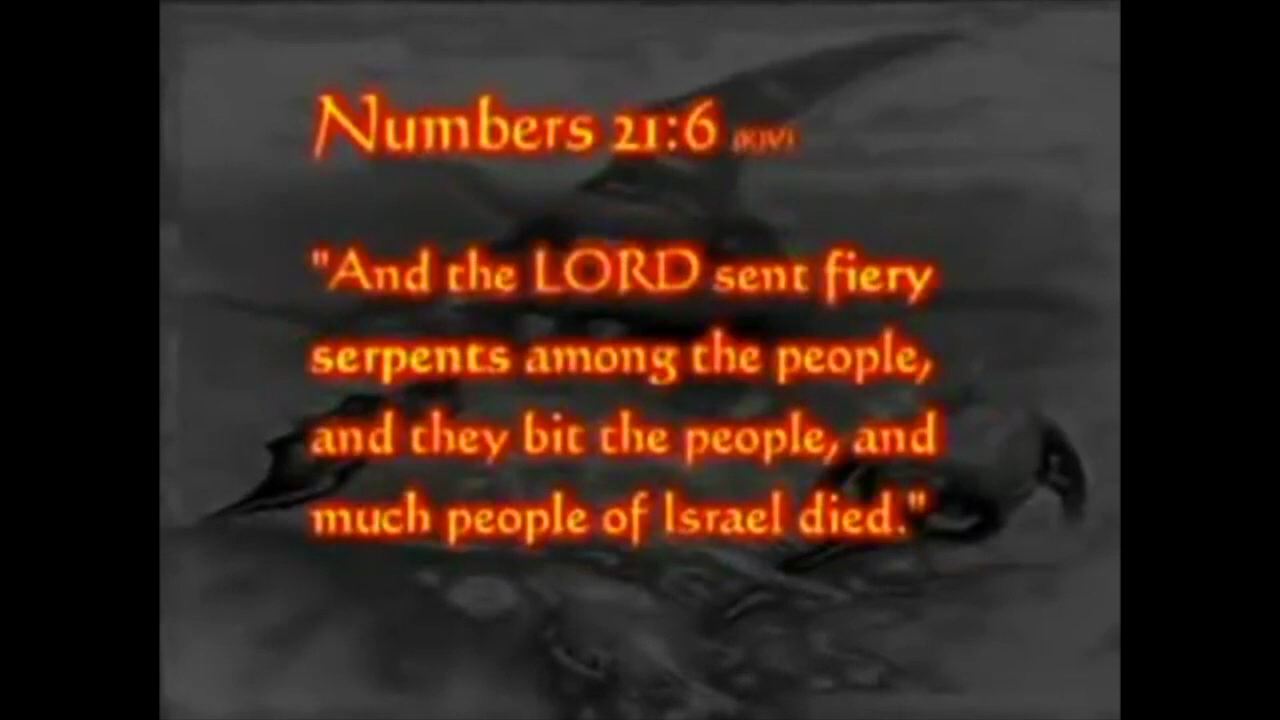 Numbers 21:6 (KJV)
"And the LORD sent fiery
serpents among the people,
and they bit the people, and
much people of Israel died."